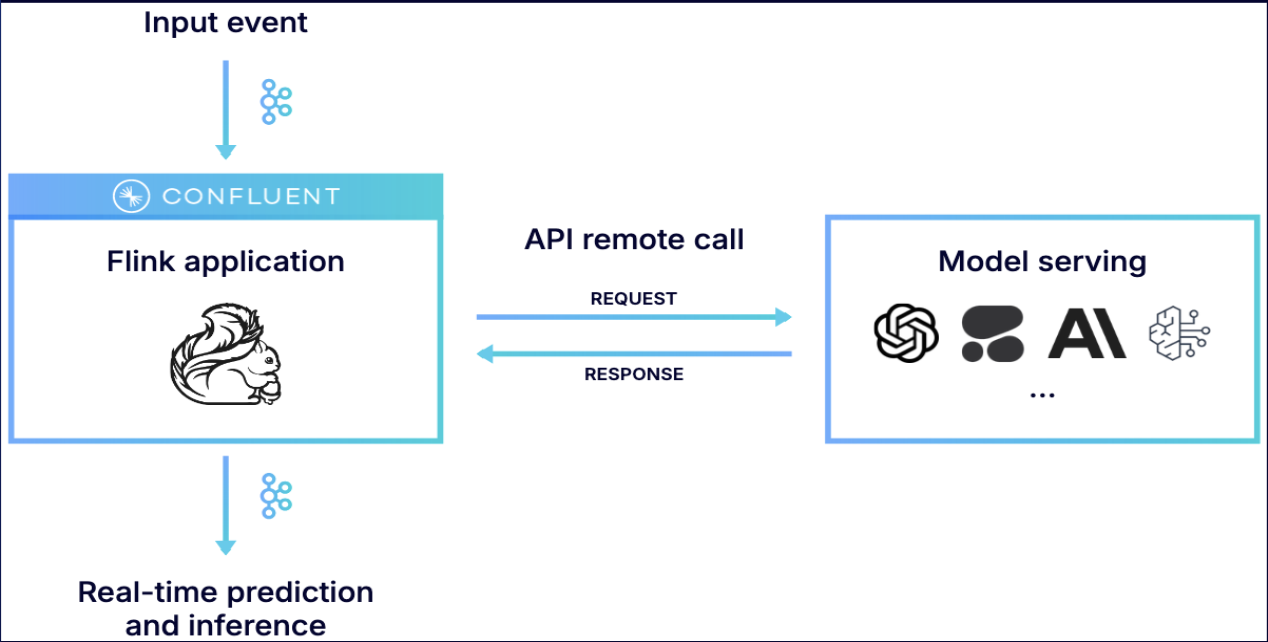 Input event
CONFLUENT
Flink application
API remote call
REQUEST
RESPONSE
Model serving
AI
...
Real-time prediction
and inference